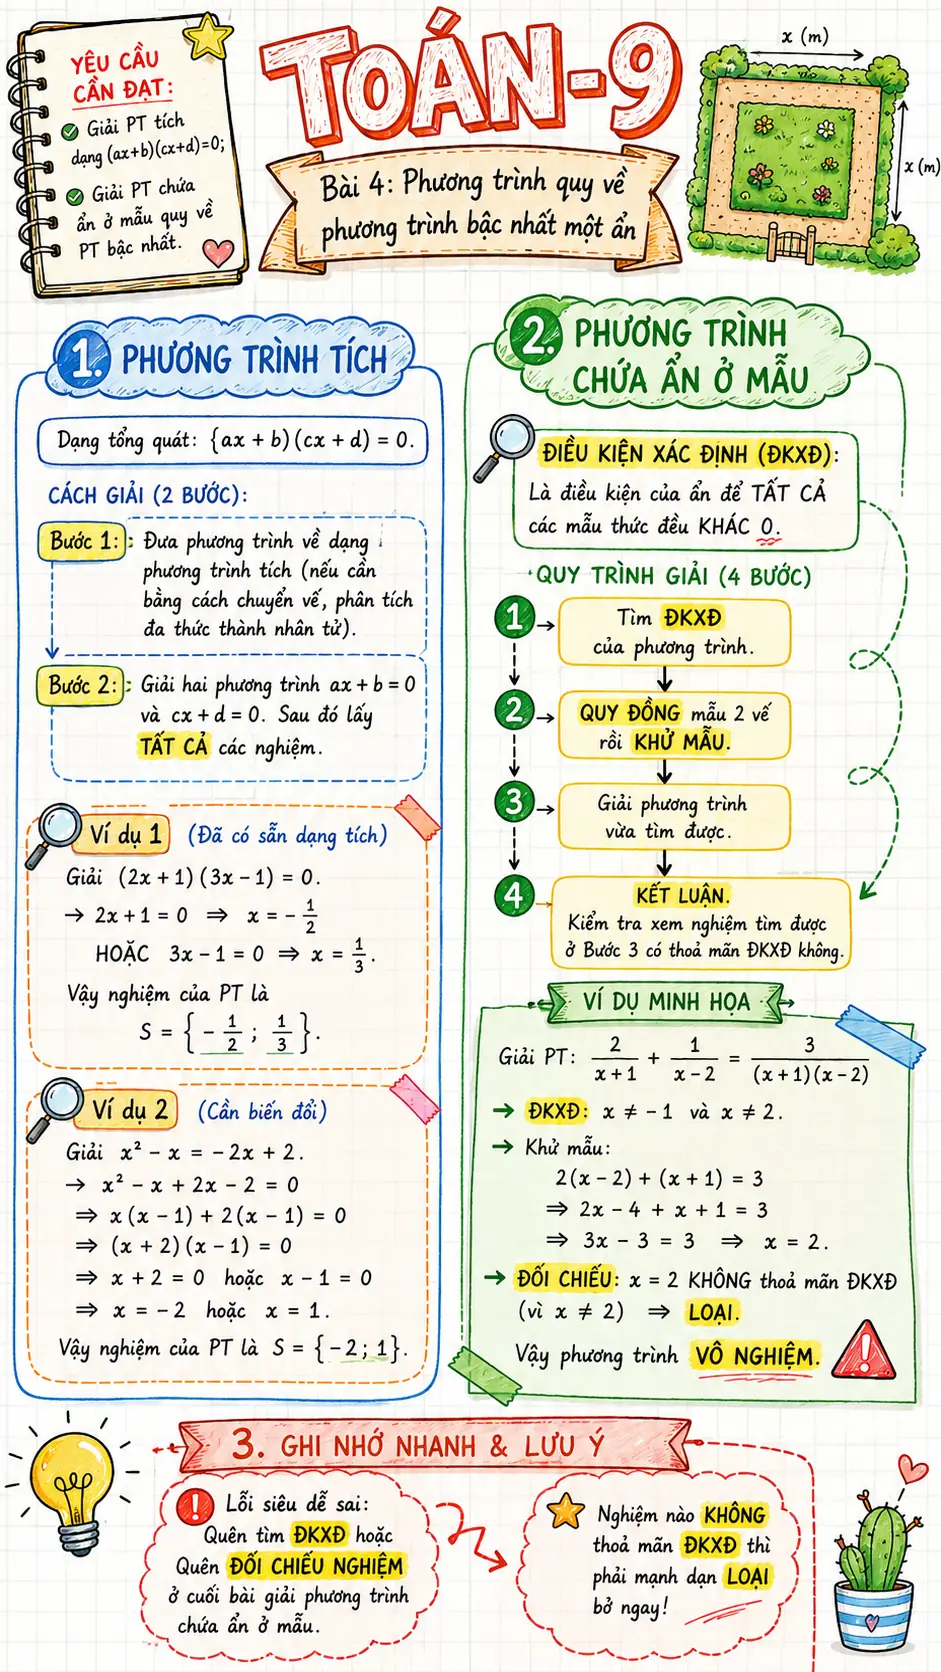 YÊU CẦU
CẦN ĐẠT:
Giải PT tích
dạng (ax+b)(cx+d)=0;
Giải PT chứa
ẩn ở mẫu quy về
PT bậc nhất.
TOÁN-9
Bài 4: Phương trình quy về
phương trình bậc nhất một ẩn
x (m)
x (m)
1. PHƯƠNG TRÌNH TÍCH
Dạng tổng quát: {ax + b)(cx + d) = 0.
CÁCH GIẢI (2 BƯỚC):
Bước 1: Đưa phương trình về dạng
phương trình tích (nếu cần
bằng cách chuyển vế, phân tích
đa thức thành nhân tử).
Bước 2: Giải hai phương trình ax + b = 0
và cx + d = 0. Sau đó lấy
TẤT CẢ các nghiệm.
Ví dụ 1 (Đã có sẵn dạng tích)
Giải (2x + 1)(3x − 1) = 0.
→ 2x + 1 = 0 ⇒ x = − 1/2
HOẶC 3x − 1 = 0 ⇒ x = 1/3.
Vậy nghiệm của PT là
S = { − 1/2 ; 1/3 }.
Ví dụ 2 (Cần biến đổi)
Giải x² − x = − 2x + 2.
→ x² − x + 2x − 2 = 0
⇒ x(x − 1) + 2(x − 1) = 0
⇒ (x + 2)(x − 1) = 0
⇒ x + 2 = 0 hoặc x − 1 = 0
⇒ x = −2 hoặc x = 1.
Vậy nghiệm của PT là S = {−2; 1}.
2. PHƯƠNG TRÌNH
CHỨA ẨN Ở MẪU
ĐIỀU KIỆN XÁC ĐỊNH (ĐKXĐ):
Là điều kiện của ẩn để TẤT CẢ
các mẫu thức đều KHÁC 0.
QUY TRÌNH GIẢI (4 BƯỚC)
1 → Tìm ĐKXĐ
của phương trình.
2 → QUY ĐỒNG mẫu 2 vế
rồi KHỬ MẪU.
3 → Giải phương trình
vừa tìm được.
4 → KẾT LUẬN.
Kiểm tra xem nghiệm tìm được
ở Bước 3 có thoả mãn ĐKXĐ không.
VÍ DỤ MINH HỌA
Giải PT: 2/(x+1) + 1/(x−2) = 3/((x+1)(x−2))
→ ĐKXĐ: x ≠ −1 và x ≠ 2.
→ Khử mẫu:
2(x − 2) + (x + 1) = 3
⇒ 2x − 4 + x + 1 = 3
⇒ 3x − 3 = 3 ⇒ x = 2.
→ ĐỐI CHIẾU: x = 2 KHÔNG thoả mãn ĐKXĐ
(vì x ≠ 2) ⇒ LOẠI.
Vậy phương trình VÔ NGHIỆM.
3. GHI NHỚ NHANH & LƯU Ý
Lỗi siêu dễ sai:
Quên tìm ĐKXĐ hoặc
Quên ĐỐI CHIẾU NGHIỆM
ở cuối bài giải phương trình
chứa ẩn ở mẫu.
Nghiệm nào KHÔNG
thoả mãn ĐKXĐ thì
phải mạnh dạn LOẠI
bỏ ngay!